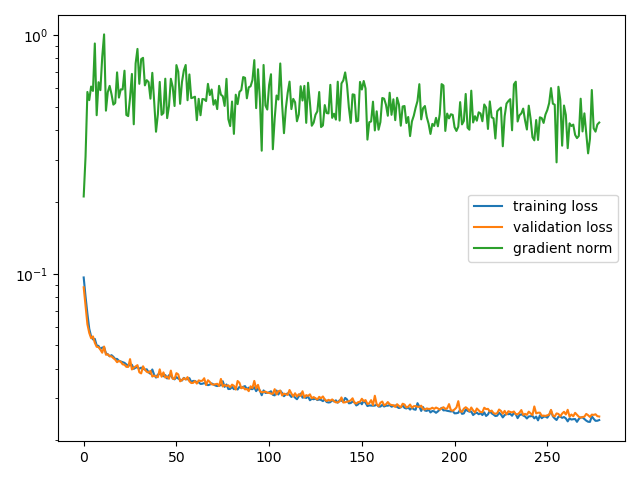 10⁰
10⁻¹
training loss
validation loss
gradient norm
0 50 100 150 200 250